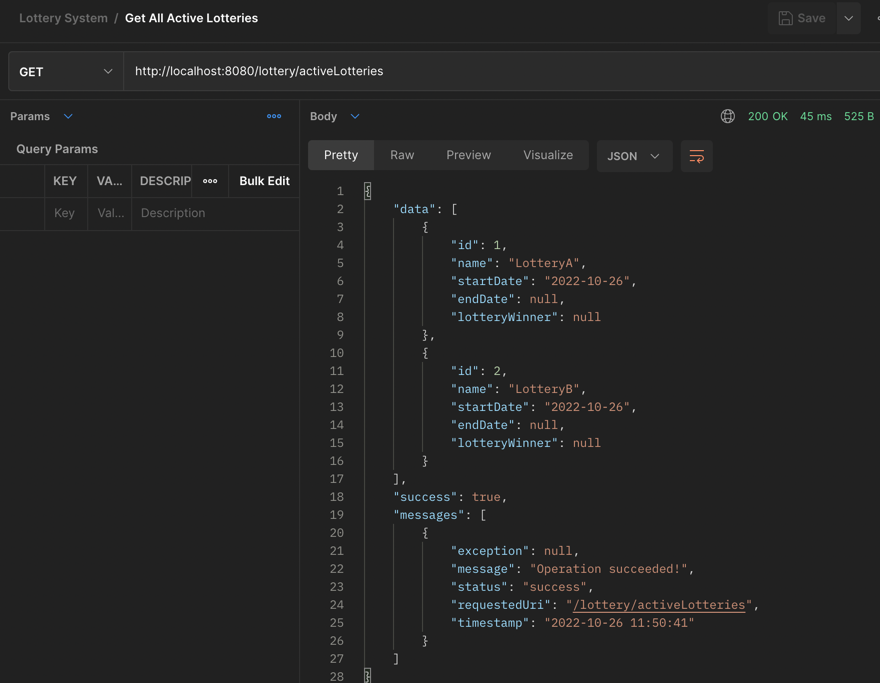 Lottery System / Get All Active Lotteries
Save
GET
http://localhost:8080/lottery/activeLotteries
Params
Body
200 OK 45 ms 525 B
Query Params
Pretty Raw Preview Visualize JSON
KEY VA... DESCRIP Bulk Edit
Key Val... Description
1 {
2 "data": [
3 {
4 "id": 1,
5 "name": "LotteryA",
6 "startDate": "2022-10-26",
7 "endDate": null,
8 "lotteryWinner": null
9 },
10 {
11 "id": 2,
12 "name": "LotteryB",
13 "startDate": "2022-10-26",
14 "endDate": null,
15 "lotteryWinner": null
16 }
17 ],
18 "success": true,
19 "messages": [
20 {
21 "exception": null,
22 "message": "Operation succeeded!",
23 "status": "success",
24 "requestedUri": "/lottery/activeLotteries",
25 "timestamp": "2022-10-26 11:50:41"
26 }
27 ]
28 }